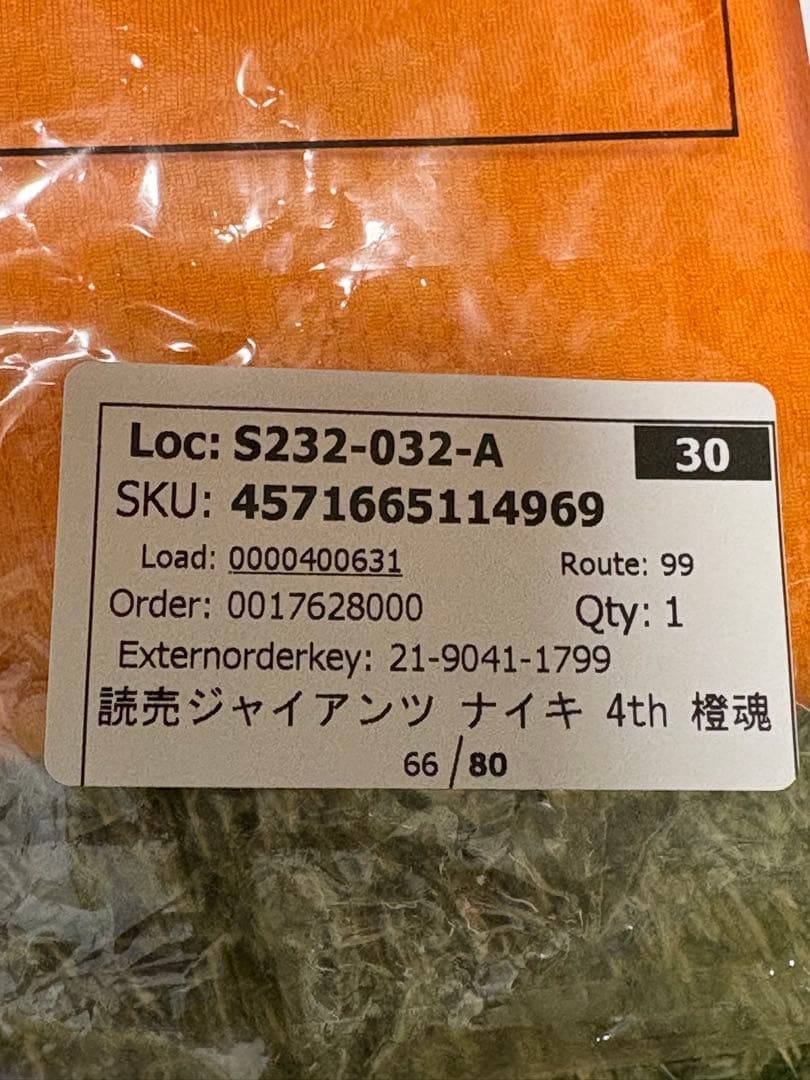 Loc: S232-032-A 30
SKU: 4571665114969
Load: 0000400631 Route: 99
Order: 0017628000 Qty: 1
Externorderkey: 21-9041-1799
読売ジャイアンツ ナイキ 4th 橙魂
66 / 80